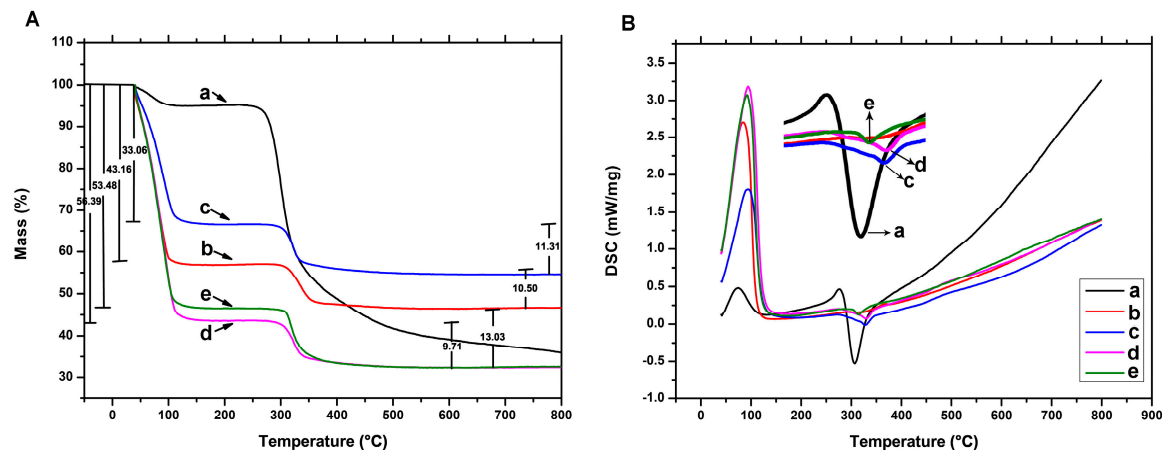 A
110
100
90
80
70
60
50
40
30
Mass (%)
0
100
200
300
400
500
600
700
800
Temperature (°C)
a
c
b
e
d
33.06
43.16
53.48
56.39
11.31
10.50
13.03
9.71
B
3.5
3.0
2.5
2.0
1.5
1.0
0.5
0.0
-0.5
-1.0
DSC (mW/mg)
0
100
200
300
400
500
600
700
800
900
Temperature (°C)
e
d
c
a
a
b
c
d
e